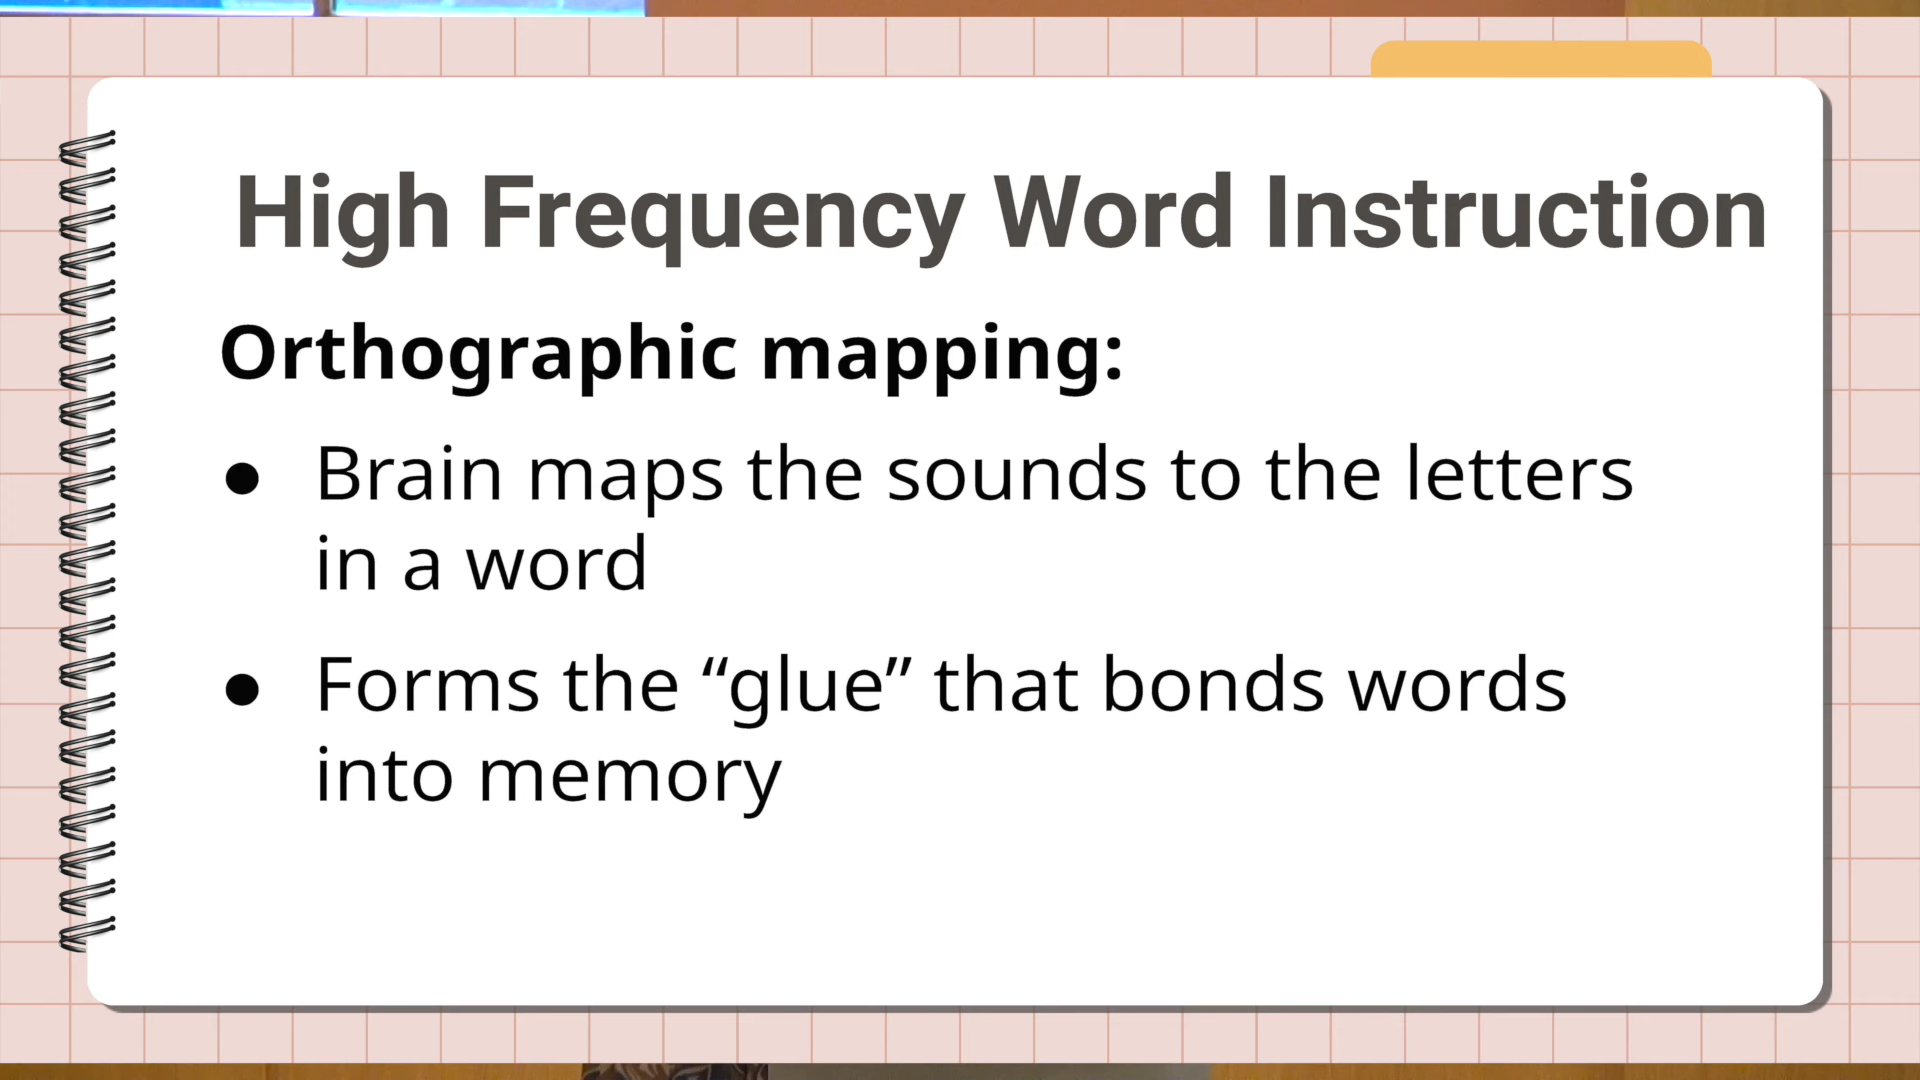 High Frequency Word Instruction
Orthographic mapping:
● Brain maps the sounds to the letters
in a word
● Forms the “glue” that bonds words
into memory